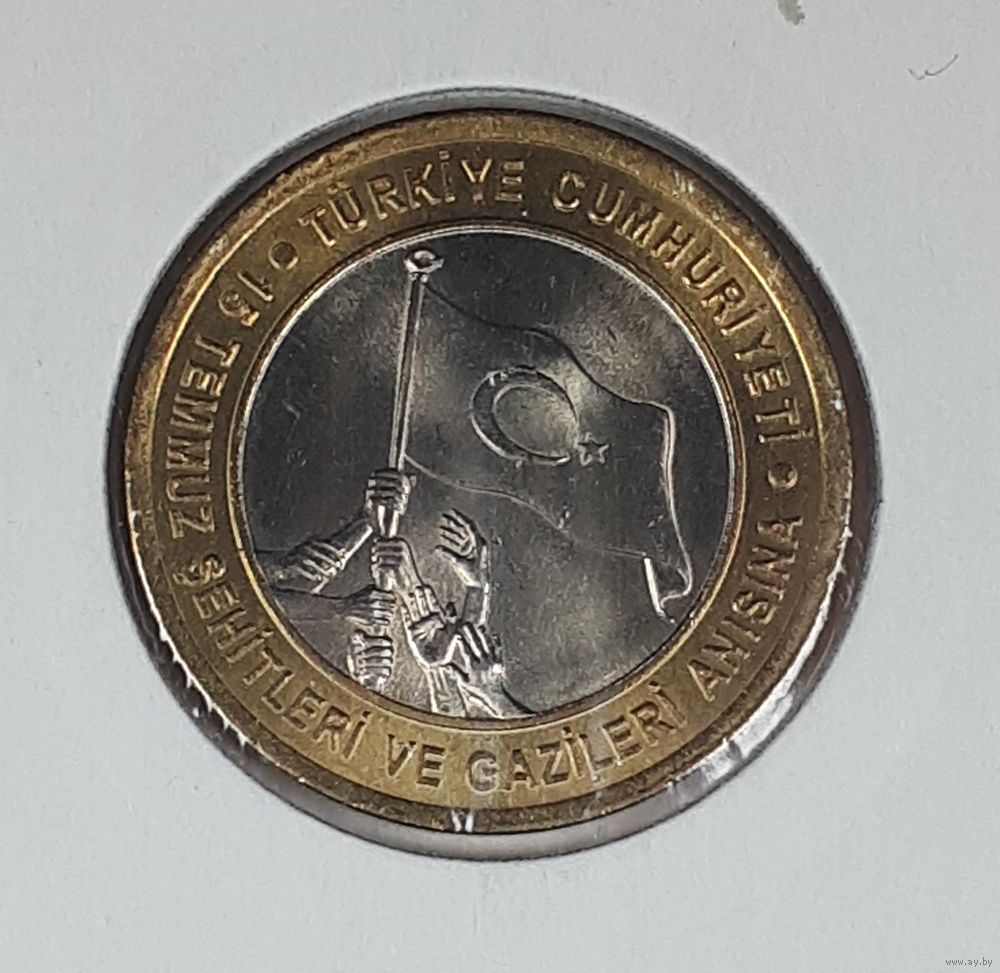 TÜRKİYE CUMHURİYETİ
15 TEMMUZ ŞEHİTLERİ VE GAZİLERİ ANISINA
www.ay.by